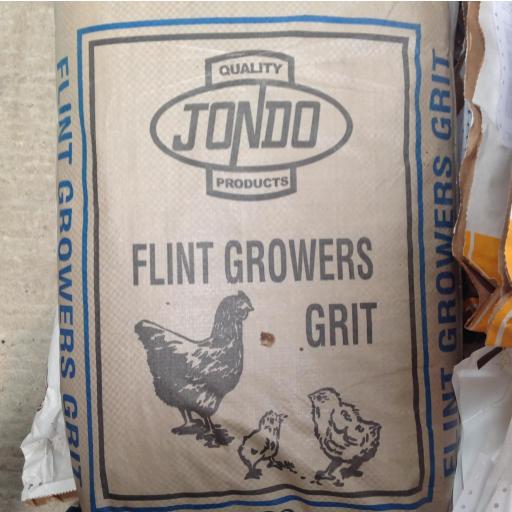 QUALITY
JONDO
PRODUCTS
FLINT GROWERS
GRIT
FLINT GROWERS GRIT
FLINT GROWERS GRIT